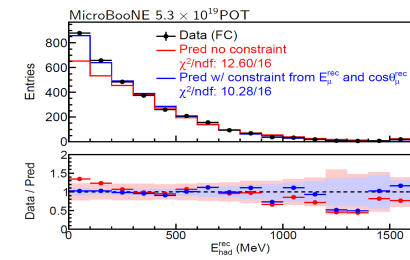 MicroBooNE 5.3 × 10¹⁹POT
Data (FC)
Pred no constraint
χ²/ndf: 12.60/16
Pred w/ constraint from E_μ^rec and cosθ_μ^rec
χ²/ndf: 10.28/16
Entries
800
600
400
200
0
Data / Pred
2
1.5
1
0.5
0
0
500
1000
1500
E_had^rec (MeV)